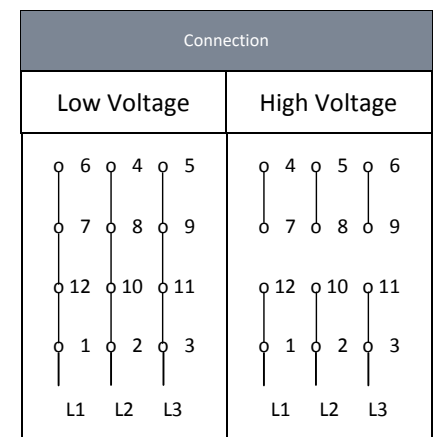 Connection
Low Voltage High Voltage
6 4 5 4 5 6
7 8 9 7 8 9
12 10 11 12 10 11
1 2 3 1 2 3
L1 L2 L3 L1 L2 L3